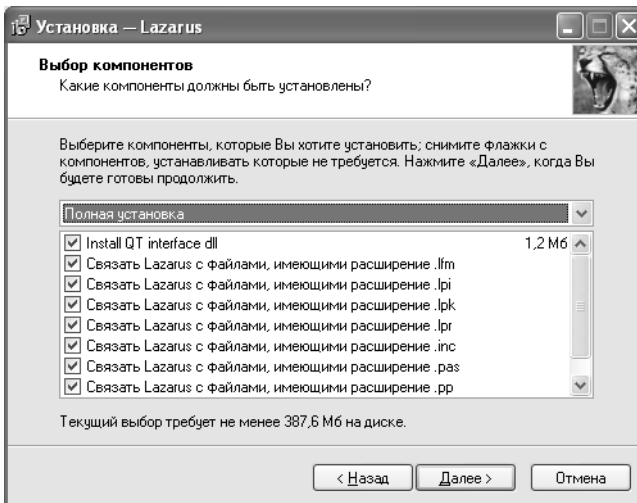 Установка — Lazarus
Выбор компонентов
Какие компоненты должны быть установлены?
Выберите компоненты, которые Вы хотите установить; снимите флажки с
компонентов, устанавливать которые не требуется. Нажмите «Далее», когда Вы
будете готовы продолжить.
Полная установка
Install QT interface dll 1,2 Мб
Связать Lazarus с файлами, имеющими расширение .lfm
Связать Lazarus с файлами, имеющими расширение .lpi
Связать Lazarus с файлами, имеющими расширение .lpk
Связать Lazarus с файлами, имеющими расширение .lpr
Связать Lazarus с файлами, имеющими расширение .inc
Связать Lazarus с файлами, имеющими расширение .pas
Связать Lazarus с файлами, имеющими расширение .pp
Текущий выбор требует не менее 387,6 Мб на диске.
< Назад Далее > Отмена